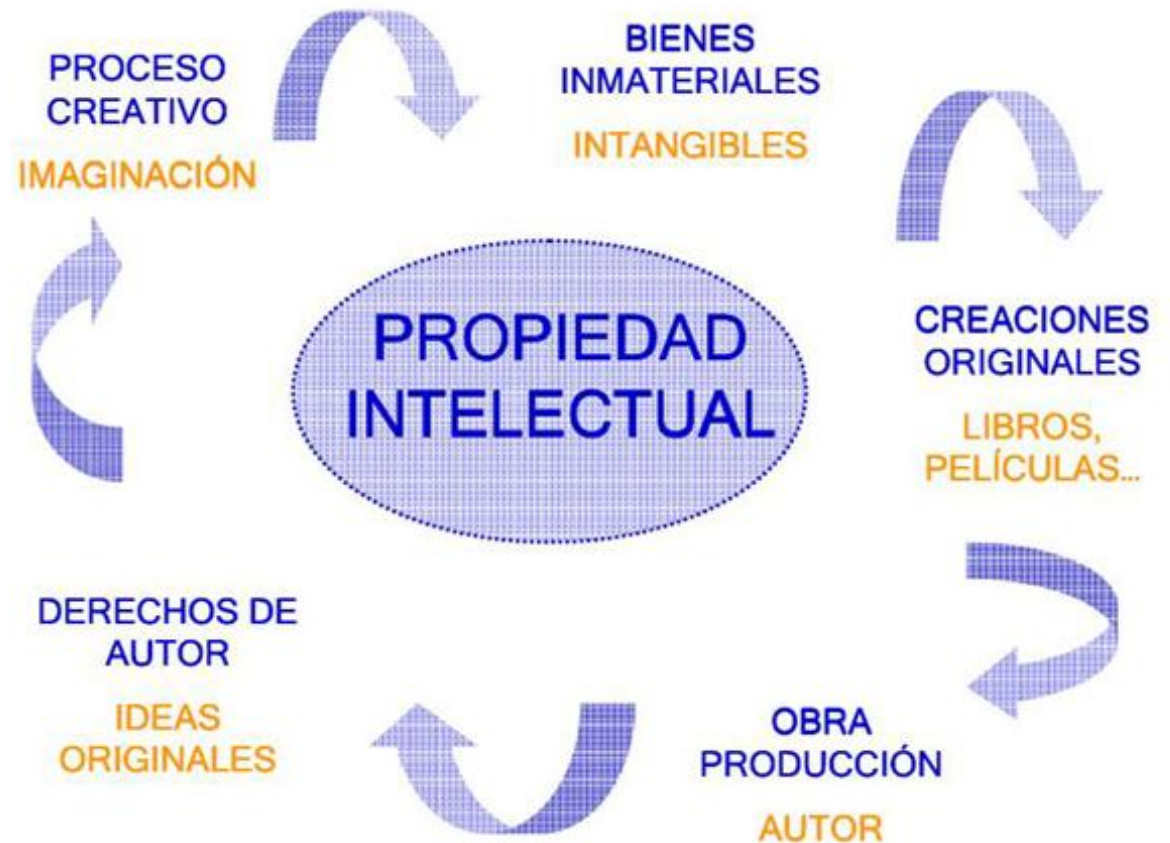 PROCESO
CREATIVO
IMAGINACIÓN
BIENES
INMATERIALES
INTANGIBLES
CREACIONES
ORIGINALES
LIBROS,
PELÍCULAS...
OBRA
PRODUCCIÓN
AUTOR
DERECHOS DE
AUTOR
IDEAS
ORIGINALES
PROPIEDAD
INTELECTUAL